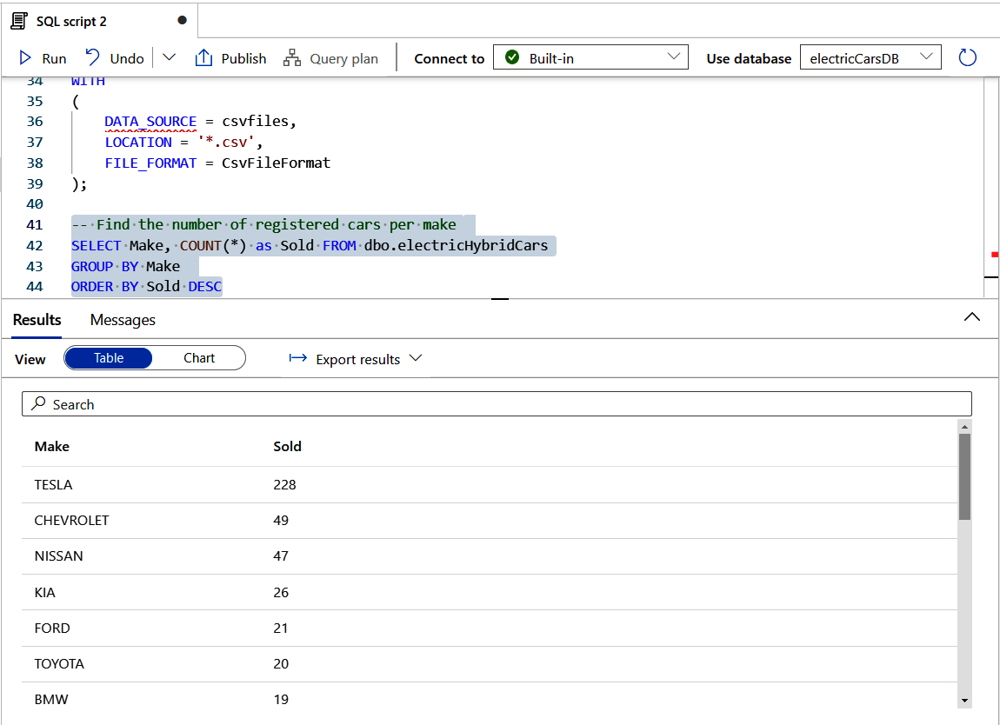 SQL script 2
Run Undo Publish Query plan Connect to Built-in Use database electricCarsDB
34 WITH
35 (
36 DATA_SOURCE = csvfiles,
37 LOCATION = '*.csv',
38 FILE_FORMAT = CsvFileFormat
39 );
40
41 -- Find the number of registered cars per make
42 SELECT Make, COUNT(*) as Sold FROM dbo.electricHybridCars
43 GROUP BY Make
44 ORDER BY Sold DESC
Results Messages
View Table Chart Export results
Search
Make Sold
TESLA 228
CHEVROLET 49
NISSAN 47
KIA 26
FORD 21
TOYOTA 20
BMW 19